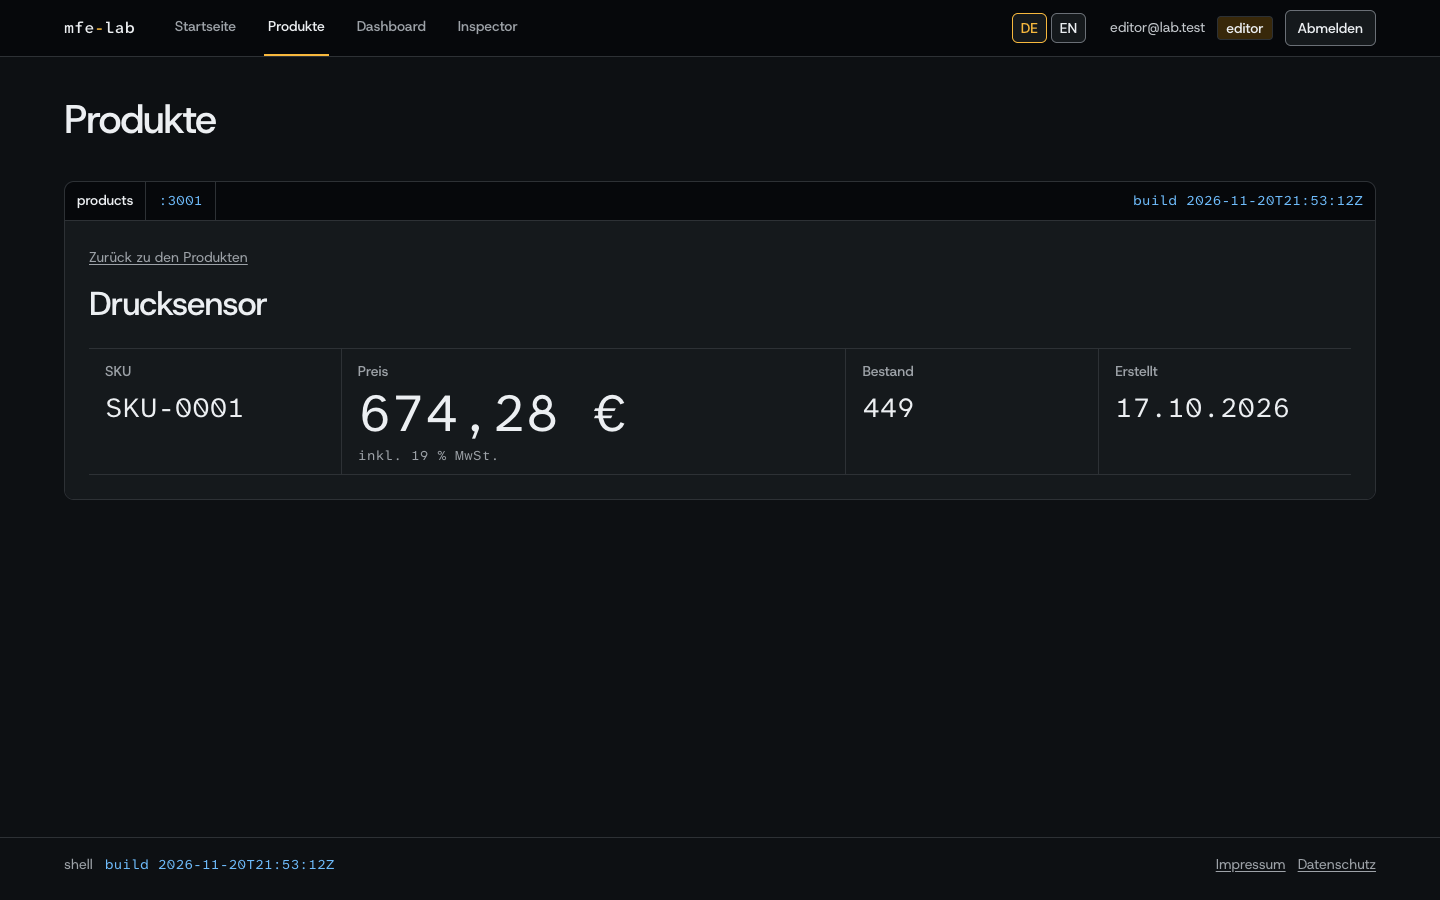 mfe-lab Startseite Produkte Dashboard Inspector DE EN editor@lab.test editor Abmelden
Produkte
products :3001 build 2026-11-20T21:53:12Z
Zurück zu den Produkten
Drucksensor
SKU Preis Bestand Erstellt
SKU-0001 674,28 € 449 17.10.2026
inkl. 19 % MwSt.
shell build 2026-11-20T21:53:12Z Impressum Datenschutz